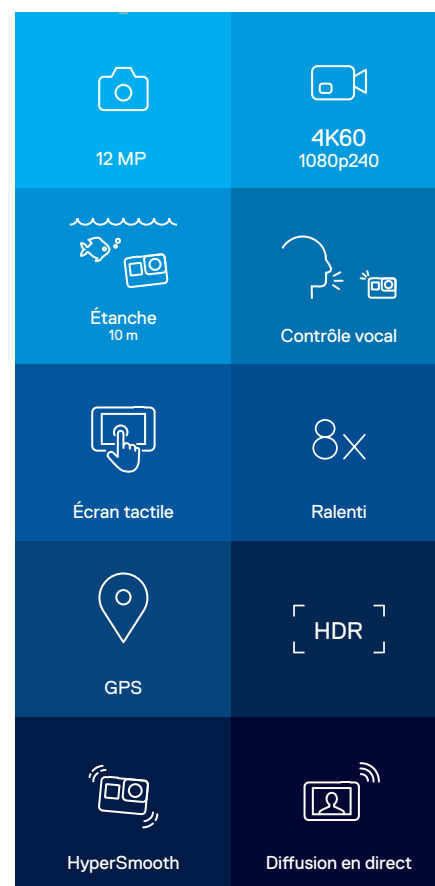 12 MP
4K60
1080p240
Étanche
10 m
Contrôle vocal
Écran tactile
8x
Ralenti
GPS
HDR
HyperSmooth
Diffusion en direct